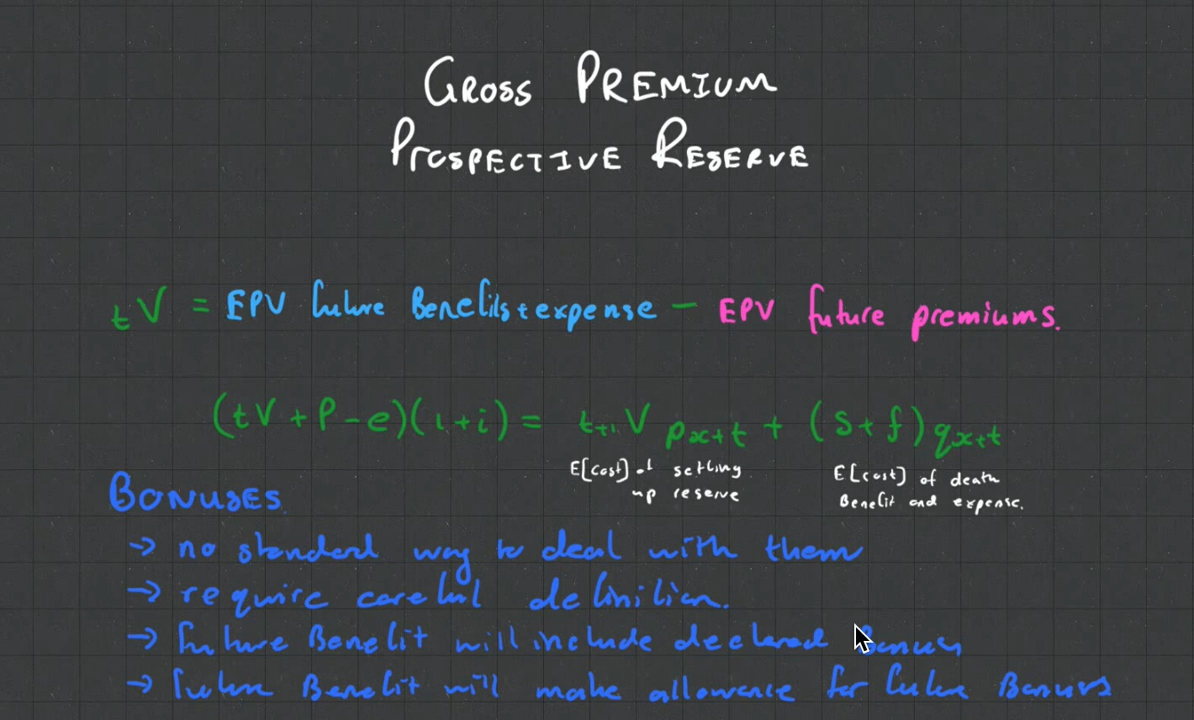 GROSS PREMIUM
PROSPECTIVE RESERVE
tV = EPV future Benefits + expense - EPV future premiums.
(tV + P - e)(1+i) = t+1V px+t + (S + f) qx+t
E[cost] of setting up reserve
E[cost] of death Benefit and expense.
BONUSES
→ no standard way to deal with them
→ require careful definition.
→ future Benefit will include declared Bonus
→ future Benefit will make allowance for future Bonuses